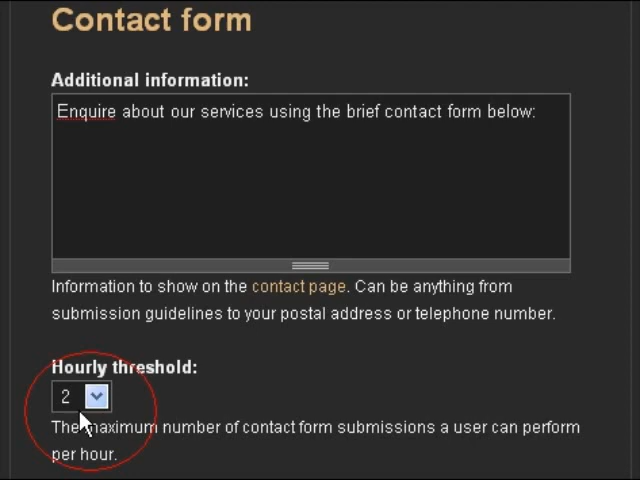 Contact form
Additional information:
Enquire about our services using the brief contact form below:
Information to show on the contact page. Can be anything from
submission guidelines to your postal address or telephone number.
Hourly threshold:
2
The maximum number of contact form submissions a user can perform
per hour.